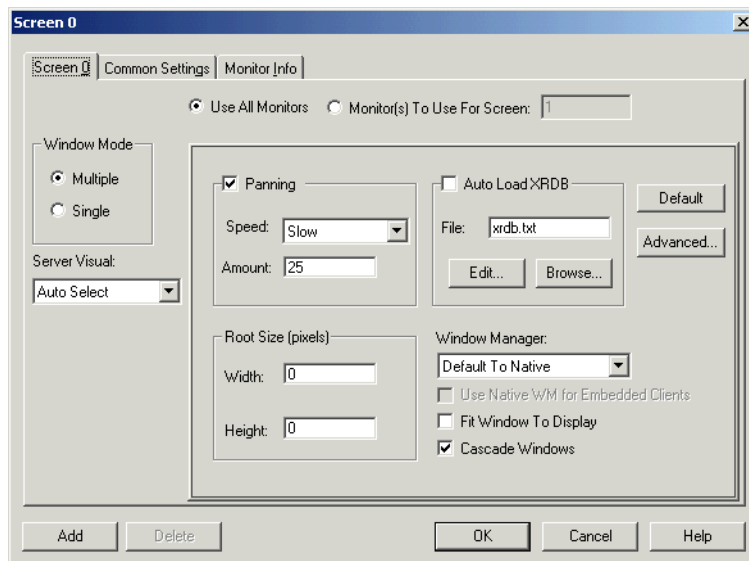 Screen 0
Screen 0 Common Settings Monitor Info
Use All Monitors Monitor(s) To Use For Screen: 1
Window Mode
Multiple
Single
Server Visual:
Auto Select
Panning
Speed: Slow
Amount: 25
Auto Load XRDB
File: xrdb.txt
Edit... Browse...
Default
Advanced...
Root Size (pixels)
Width: 0
Height: 0
Window Manager:
Default To Native
Use Native WM for Embedded Clients
Fit Window To Display
Cascade Windows
Add Delete OK Cancel Help